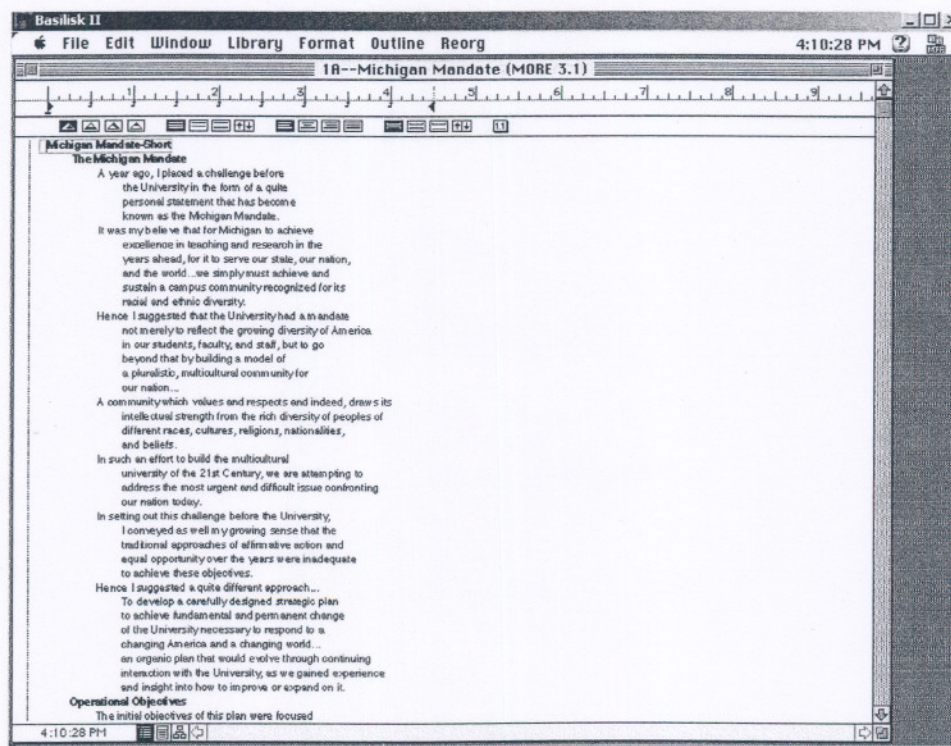 Basilisk II
File Edit Window Library Format Outline Reorg 4:10:28 PM
1A--Michigan Mandate (MORE 3.1)
1 2 3 4 5 6 7 8 9
Michigan Mandate-Short
The Michigan Mandate
A year ago, I placed a challenge before
the University in the form of a quite
personal statement that has become
known as the Michigan Mandate.
It was my believe that for Michigan to achieve
excellence in teaching and research in the
years ahead, for it to serve our state, our nation,
and the world...we simply must achieve and
sustain a campus community recognized for its
racial and ethnic diversity.
Hence I suggested that the University had a mandate
not merely to reflect the growing diversity of America
in our students, faculty, and staff, but to go
beyond that by building a model of
a pluralistic, multicultural community for
our nation...
A community which values and respects and indeed, draws its
intellectual strength from the rich diversity of peoples of
different races, cultures, religions, nationalities,
and beliefs.
In such an effort to build the multicultural
university of the 21st Century, we are attempting to
address the most urgent and difficult issue confronting
our nation today.
In setting out this challenge before the University,
I conveyed as well my growing sense that the
traditional approaches of affirmative action and
equal opportunity over the years were inadequate
to achieve these objectives.
Hence I suggested a quite different approach...
To develop a carefully designed strategic plan
to achieve fundamental and permanent change
of the University necessary to respond to a
changing America and a changing world...
an organic plan that would evolve through continuing
interaction with the University, as we gained experience
and insight into how to improve or expand on it.
Operational Objectives
The initial objectives of this plan were focused
4:10:28 PM